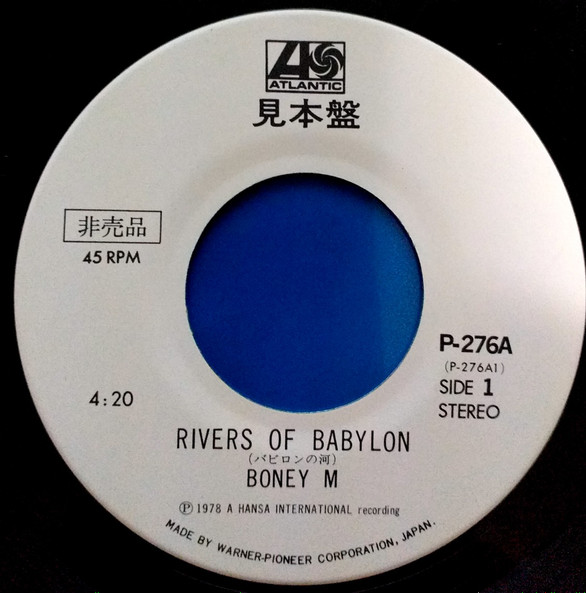 ATLANTIC
見本盤
非売品
45 RPM
P-276A
(P-276A1)
SIDE 1
STEREO
4:20
RIVERS OF BABYLON
(バビロンの河)
BONEY M
Ⓟ 1978 A HANSA INTERNATIONAL recording
MADE BY WARNER-PIONEER CORPORATION, JAPAN.